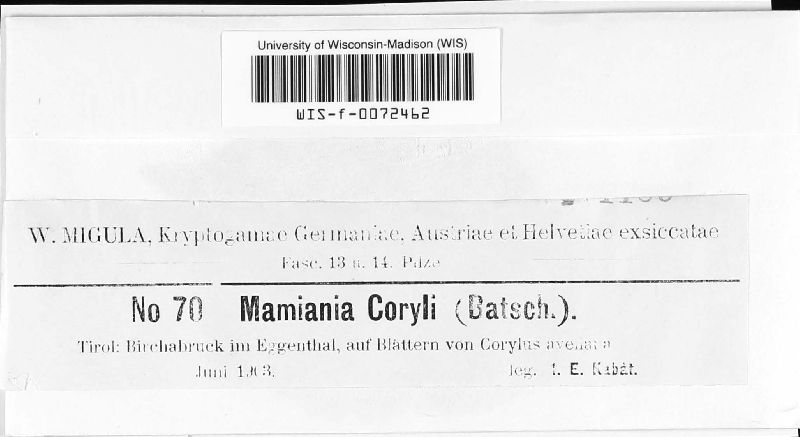 University of Wisconsin-Madison (WIS)
WIS-f-0072462
W. MIGULA, Kryptogamae Germaniae, Austriae et Helvetiae exsiccatae
Fasc. 13 u. 14. Pilze
No 70 Mamiania Coryli (Batsch.).
Tirol: Birchabruck im Eggenthal, auf Blättern von Corylus avellana
Juni 1903. leg. E. Kabát.